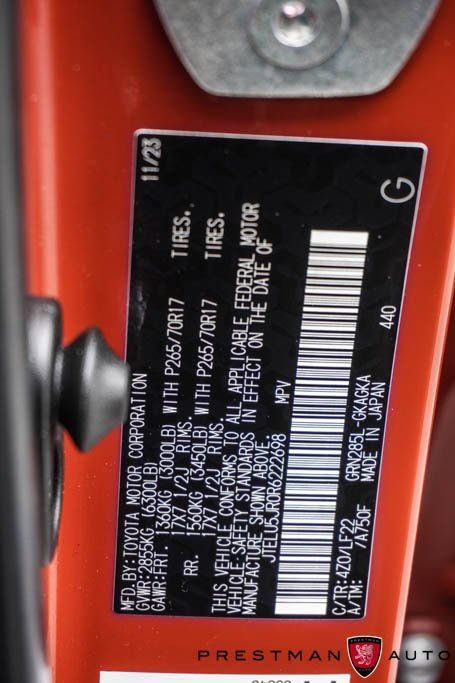 MFD.BY:TOYOTA MOTOR CORPORATION 11/23
GVWR:2855KG (6300LB)
GAWR:FRT. 1360KG (3000LB) WITH P265/70R17 TIRES.
17X7 1/2J RIMS.
RR. 1560KG (3450LB) WITH P265/70R17 TIRES.
17X7 1/2J RIMS.
THIS VEHICLE CONFORMS TO ALL APPLICABLE FEDERAL MOTOR
VEHICLE SAFETY STANDARDS IN EFFECT ON THE DATE OF
MANUFACTURE SHOWN ABOVE.
JTELU5JR0R6222698 MPV
C/TR:4Z0/LF22 GRN285L-GKAGKA 440
A/TM: /A750F MADE IN JAPAN G
PRESTMAN AUTO